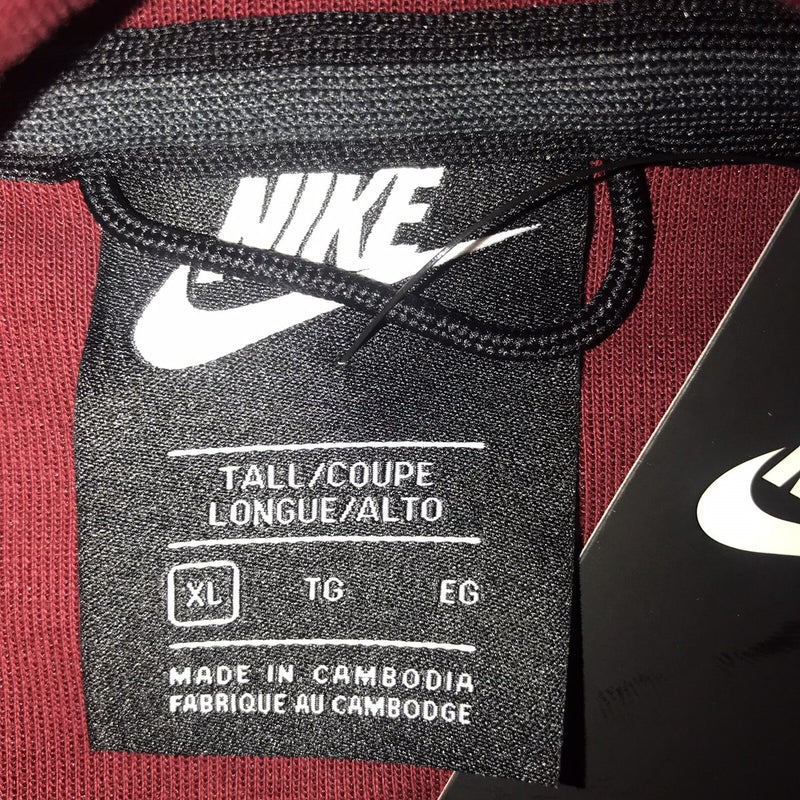 NIKE
TALL/COUPE
LONGUE/ALTO
XL TG EG
MADE IN CAMBODIA
FABRIQUE AU CAMBODGE